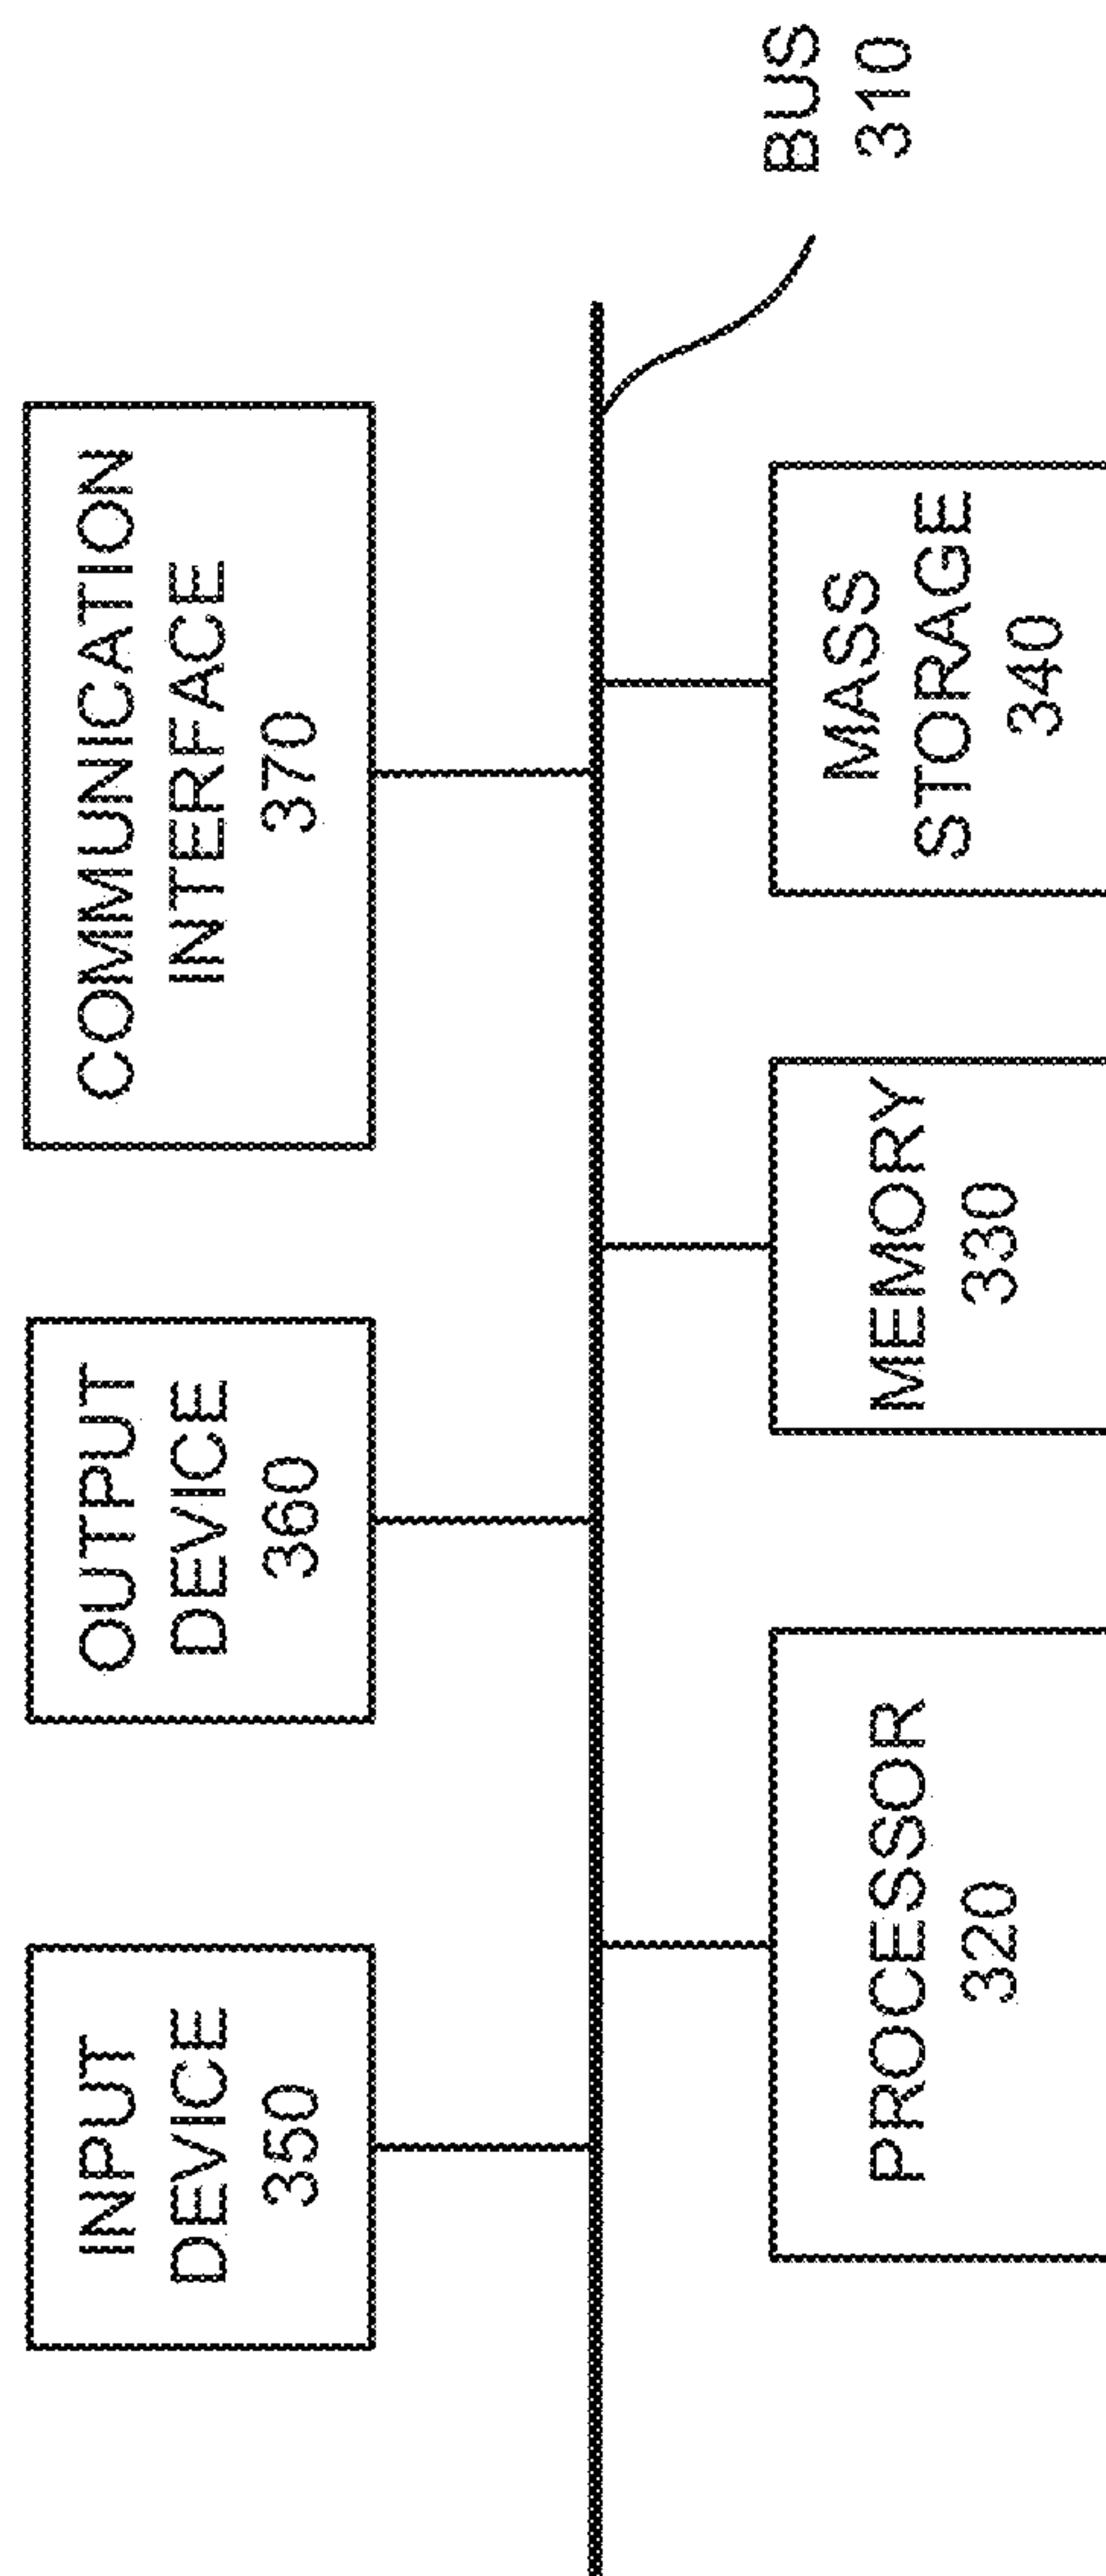 INPUT
DEVICE
350
OUTPUT
DEVICE
360
COMMUNICATION
INTERFACE
370
BUS
310
PROCESSOR
320
MEMORY
330
MASS
STORAGE
340